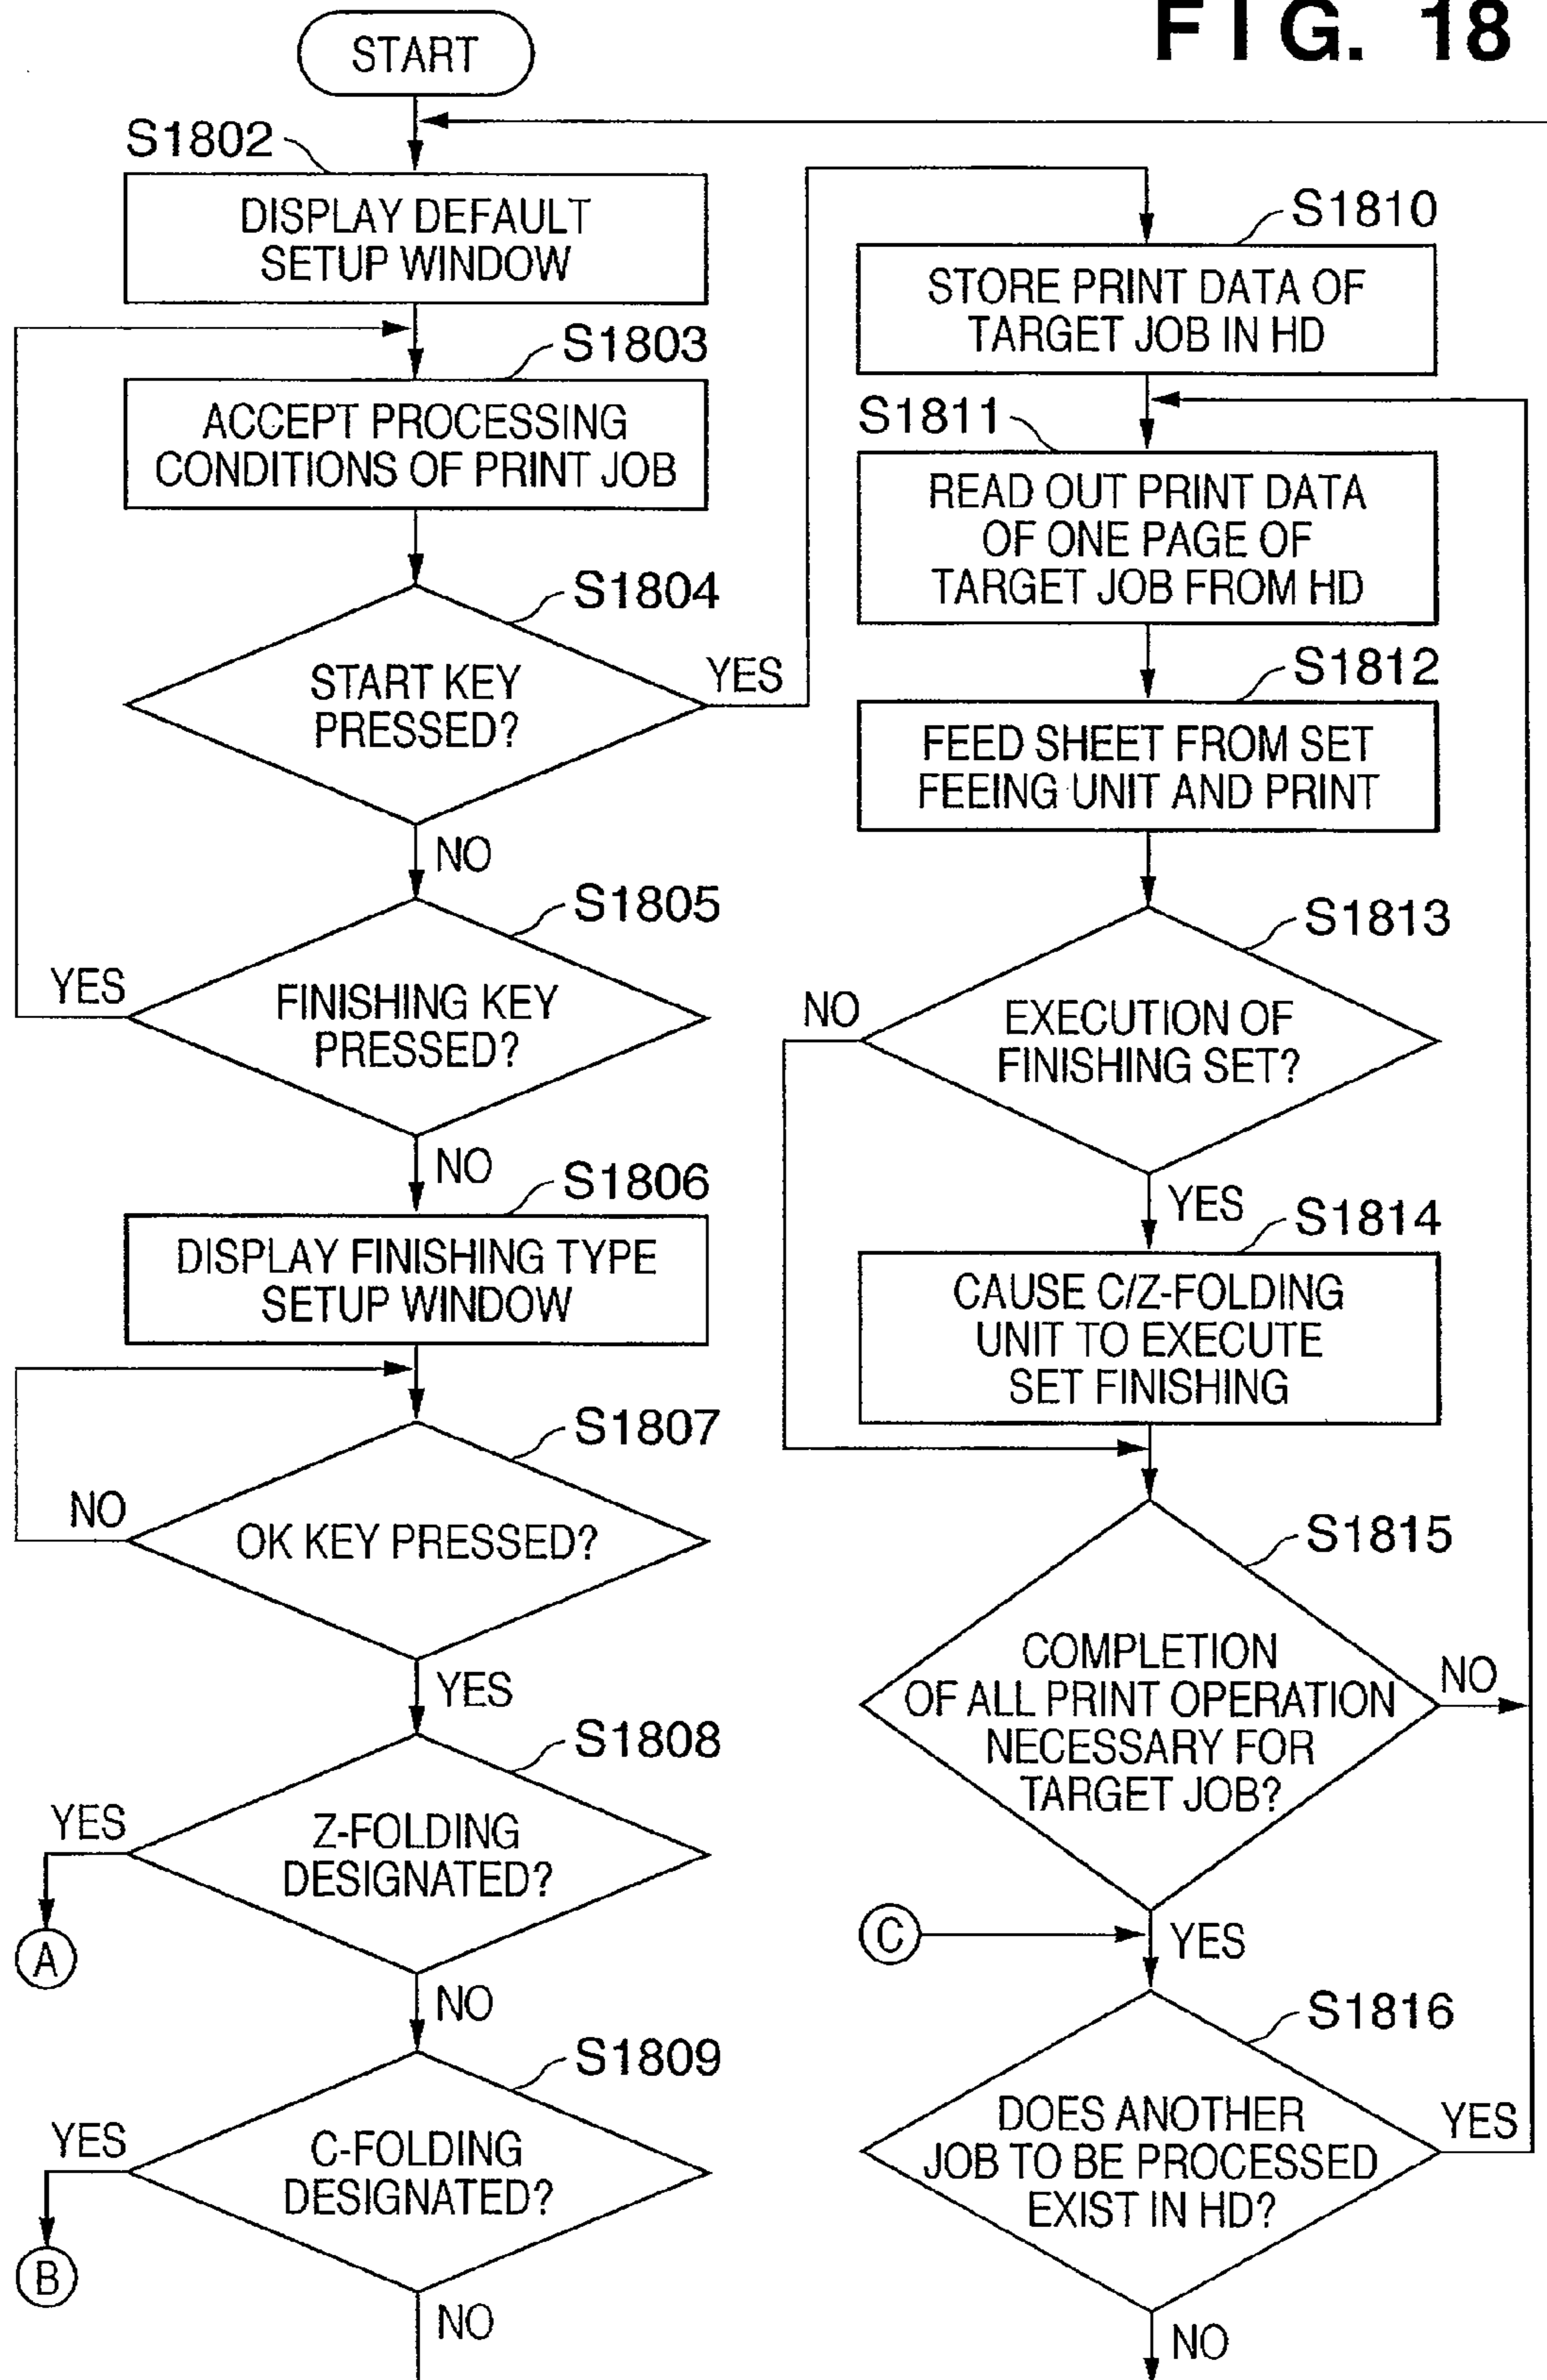 FIG. 18
START
S1802
DISPLAY DEFAULT
SETUP WINDOW
S1803
ACCEPT PROCESSING
CONDITIONS OF PRINT JOB
S1804
START KEY
PRESSED?
YES
NO
S1805
FINISHING KEY
PRESSED?
YES
NO
S1806
DISPLAY FINISHING TYPE
SETUP WINDOW
S1807
OK KEY PRESSED?
NO
YES
S1808
Z-FOLDING
DESIGNATED?
YES
A
NO
S1809
C-FOLDING
DESIGNATED?
YES
B
NO
S1810
STORE PRINT DATA OF
TARGET JOB IN HD
S1811
READ OUT PRINT DATA
OF ONE PAGE OF
TARGET JOB FROM HD
S1812
FEED SHEET FROM SET
FEEING UNIT AND PRINT
S1813
EXECUTION OF
FINISHING SET?
NO
YES
S1814
CAUSE C/Z-FOLDING
UNIT TO EXECUTE
SET FINISHING
S1815
COMPLETION
OF ALL PRINT OPERATION
NECESSARY FOR
TARGET JOB?
NO
C
YES
S1816
DOES ANOTHER
JOB TO BE PROCESSED
EXIST IN HD?
YES
NO